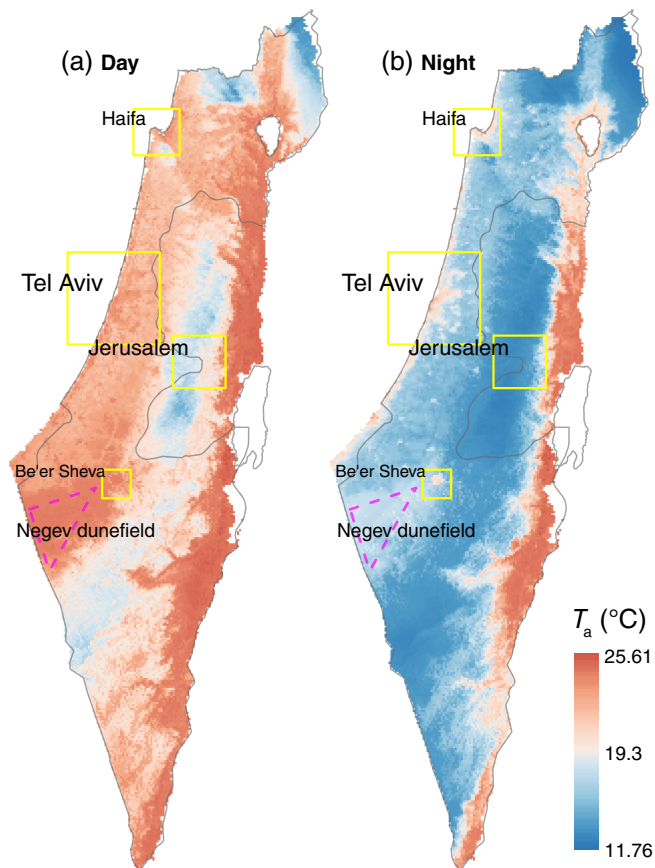 (a) Day
Haifa
Tel Aviv
Jerusalem
Be'er Sheva
Negev dunefield
(b) Night
Haifa
Tel Aviv
Jerusalem
Be'er Sheva
Negev dunefield
Ta (°C)
25.61
19.3
11.76